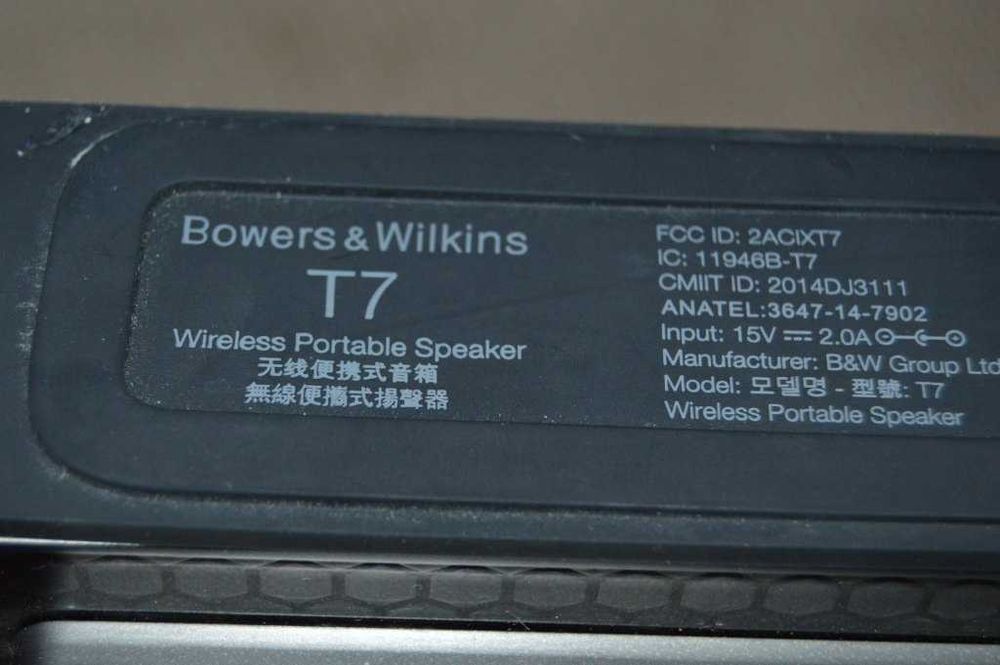 Bowers & Wilkins
T7
Wireless Portable Speaker
无线便携式音箱
無線便攜式揚聲器
FCC ID: 2ACIXT7
IC: 11946B-T7
CMIIT ID: 2014DJ3111
ANATEL:3647-14-7902
Input: 15V 2.0A
Manufacturer: B&W Group Ltd
Model: 모델명 - 型號: T7
Wireless Portable Speaker